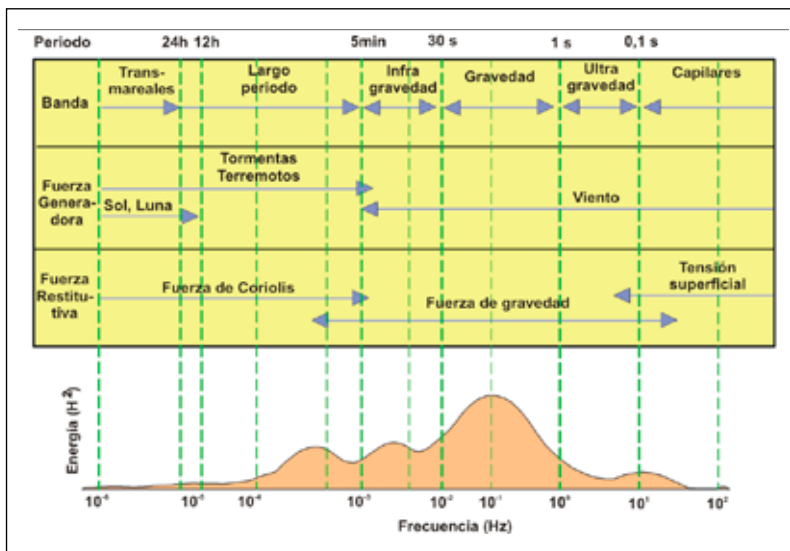 Periodo 24h 12h 5min 30 s 1 s 0,1 s
Banda
Trans-
mareales
Largo
periodo
Infra
gravedad
Gravedad
Ultra
gravedad
Capilares
Fuerza
Genera-
dora
Tormentas
Terremotos
Sol, Luna
Viento
Fuerza
Restitu-
tiva
Fuerza de Coriolis
Fuerza de gravedad
Tensión
superficial
Energía (H²)
10⁻⁵ 10⁻⁴ 10⁻³ 10⁻² 10⁻¹ 10⁰ 10¹ 10²
Frecuencia (Hz)